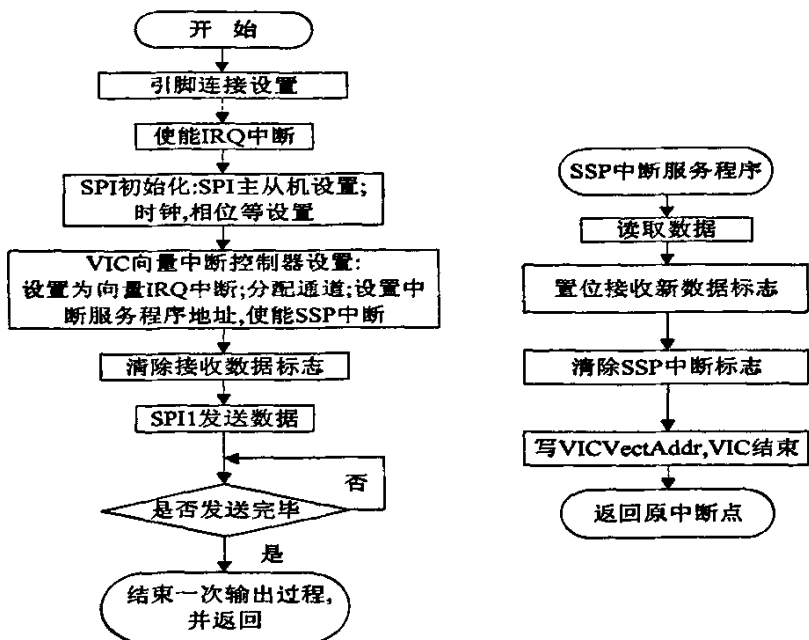 开 始
引脚连接设置
使能IRQ中断
SPI初始化:SPI主从机设置;
时钟,相位等设置
VIC向量中断控制器设置:
设置为向量IRQ中断;分配通道;设置中
断服务程序地址,使能SSP中断
清除接收数据标志
SPI1发送数据
否
是否发送完毕
是
结束一次输出过程,
并返回
SSP中断服务程序
读取数据
置位接收新数据标志
清除SSP中断标志
写VICVectAddr,VIC结束
返回原中断点